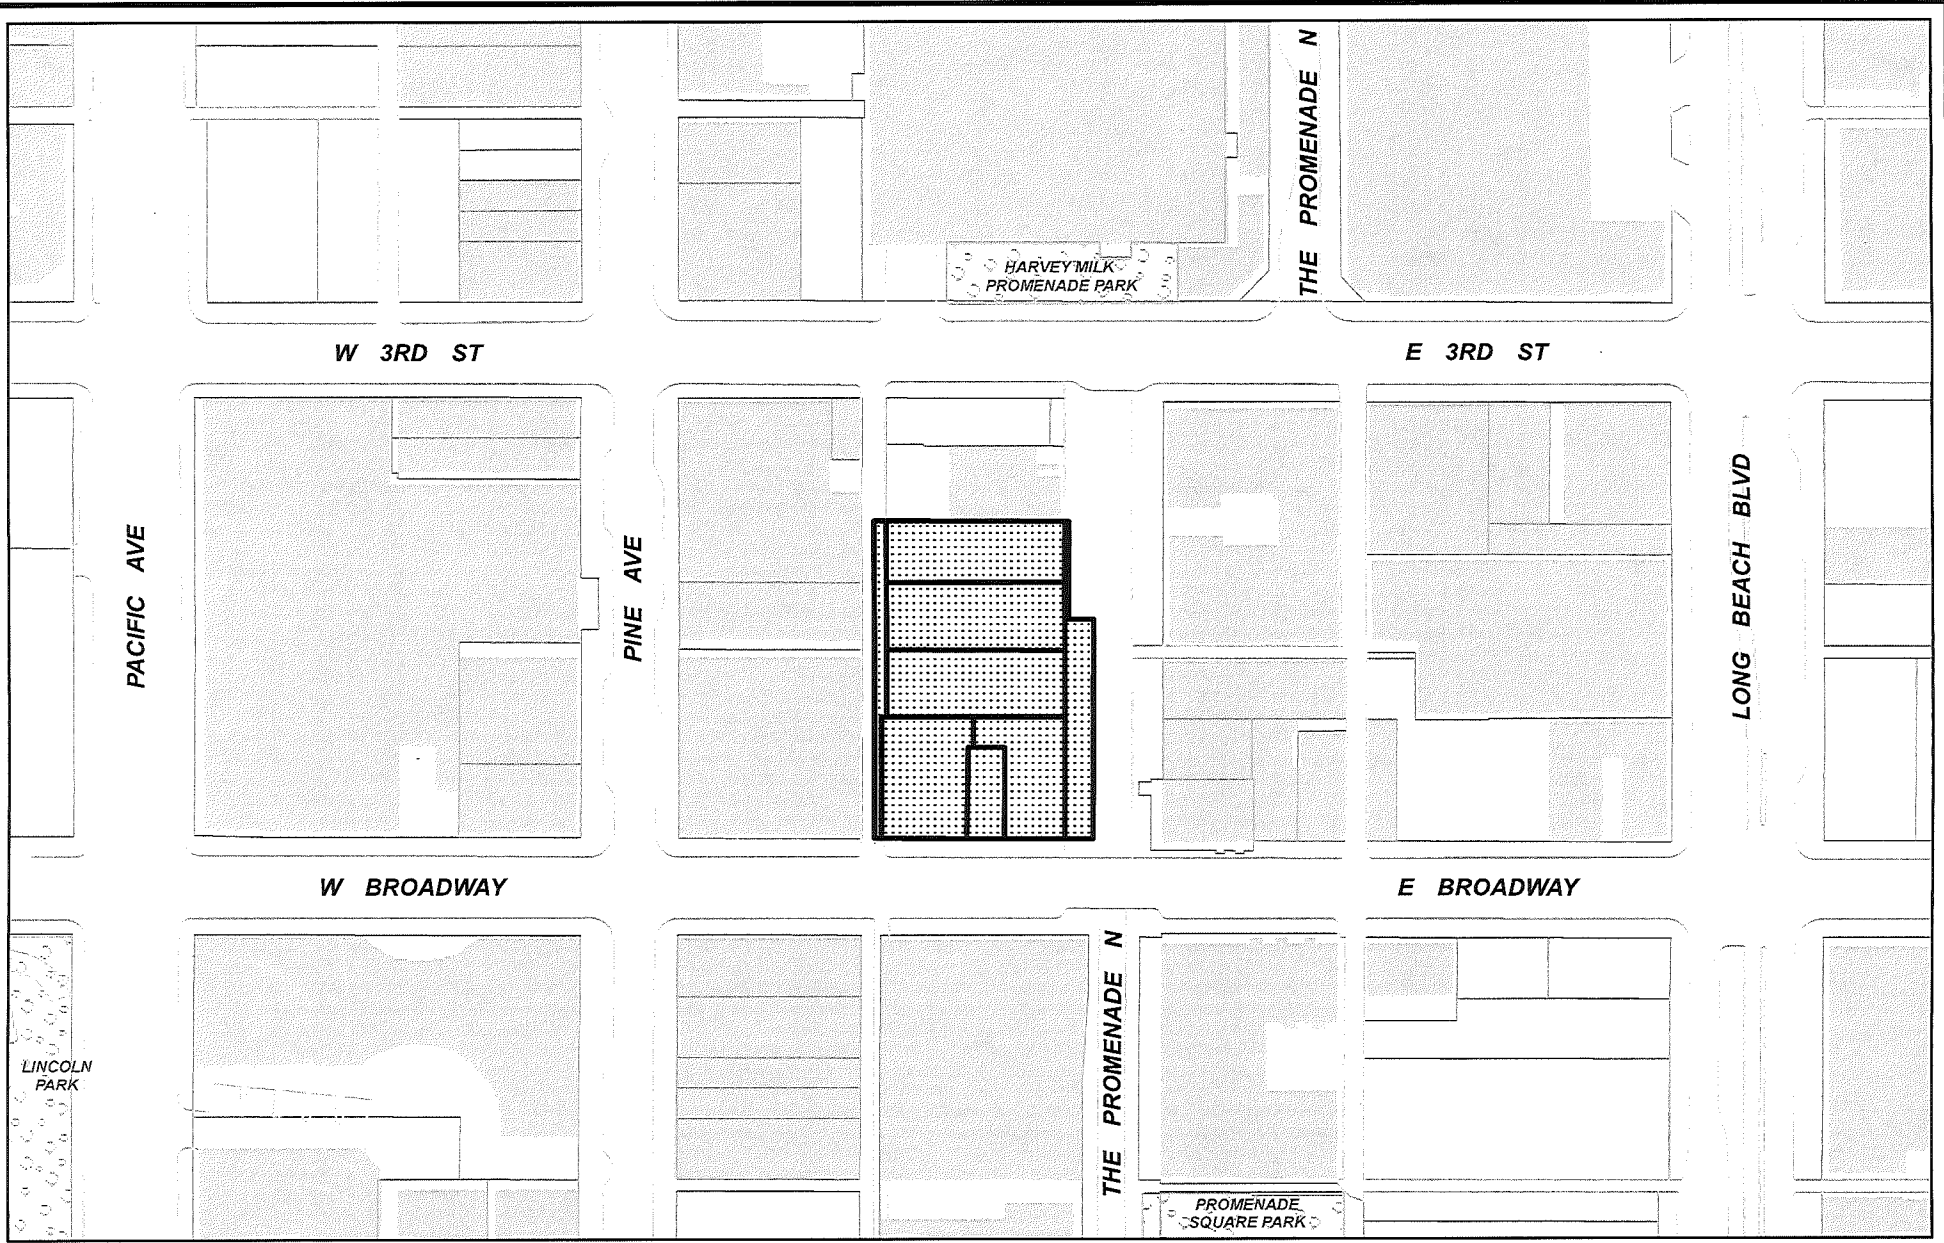 THE PROMENADE N
HARVEY MILK
PROMENADE PARK
W 3RD ST
E 3RD ST
PACIFIC AVE
PINE AVE
LONG BEACH BLVD
W BROADWAY
E BROADWAY
THE PROMENADE N
LINCOLN
PARK
PROMENADE
SQUARE PARK